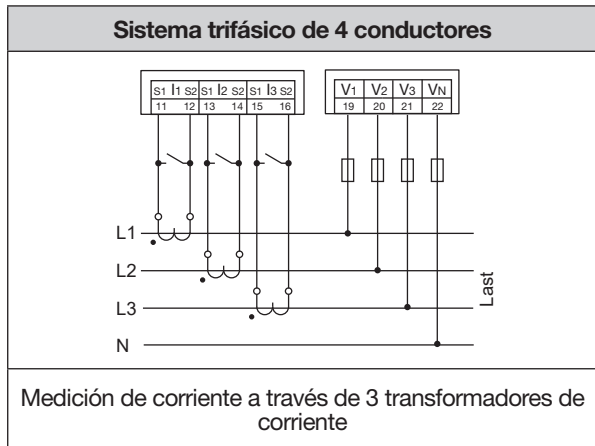 Sistema trifásico de 4 conductores
S1 I1 S2 S1 I2 S2 S1 I3 S2
V1 V2 V3 VN
11 12 13 14 15 16
19 20 21 22
L1
L2
L3
N
Last
Medición de corriente a través de 3 transformadores de
corriente